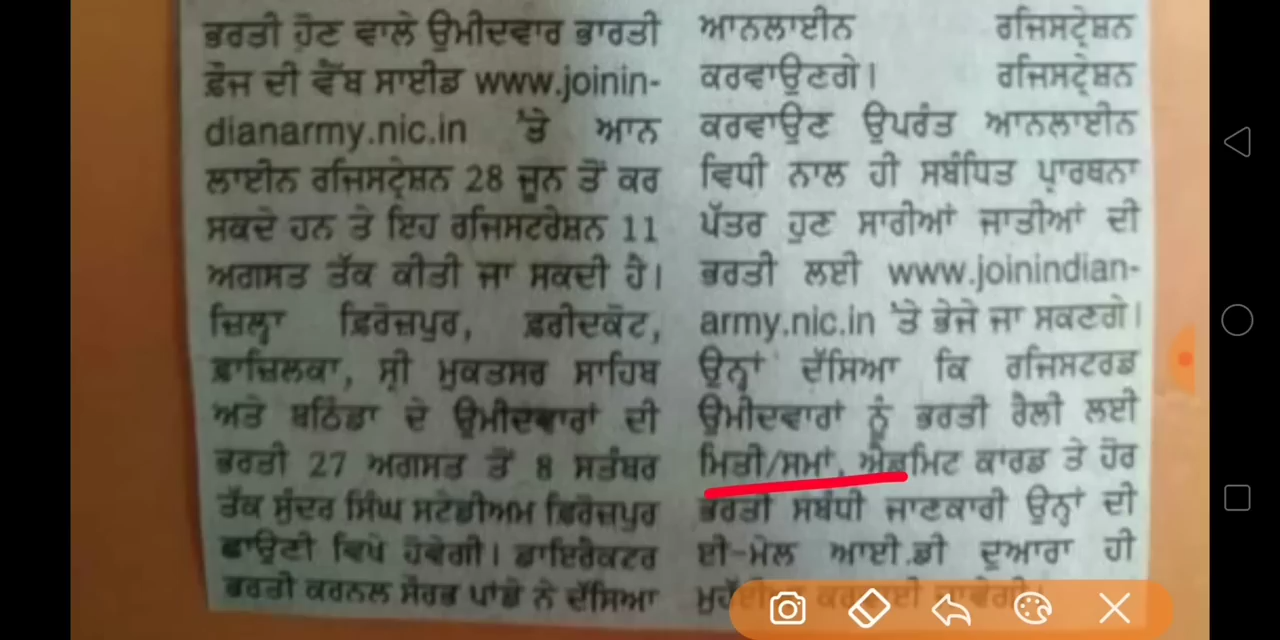 ਭਰਤੀ ਹੋਣ ਵਾਲੇ ਉਮੀਦਵਾਰ ਭਾਰਤੀ
ਫ਼ੌਜ ਦੀ ਵੈੱਬ ਸਾਈਡ www.joinin-
dianarmy.nic.in 'ਤੇ ਆਨ
ਲਾਈਨ ਰਜਿਸਟ੍ਰੇਸ਼ਨ 28 ਜੂਨ ਤੋਂ ਕਰ
ਸਕਦੇ ਹਨ ਤੇ ਇਹ ਰਜਿਸਟਰੇਸ਼ਨ 11
ਅਗਸਤ ਤੱਕ ਕੀਤੀ ਜਾ ਸਕਦੀ ਹੈ।
ਜ਼ਿਲ੍ਹਾ ਫ਼ਿਰੋਜ਼ਪੁਰ, ਫ਼ਰੀਦਕੋਟ,
ਫ਼ਾਜ਼ਿਲਕਾ, ਸ੍ਰੀ ਮੁਕਤਸਰ ਸਾਹਿਬ
ਅਤੇ ਬਠਿੰਡਾ ਦੇ ਉਮੀਦਵਾਰਾਂ ਦੀ
ਭਰਤੀ 27 ਅਗਸਤ ਤੋਂ 8 ਸਤੰਬਰ
ਤੱਕ ਸੁੰਦਰ ਸਿੰਘ ਸਟੇਡੀਅਮ ਫ਼ਿਰੋਜ਼ਪੁਰ
ਛਾਉਣੀ ਵਿਖੇ ਹੋਵੇਗੀ। ਡਾਇਰੈਕਟਰ
ਭਰਤੀ ਕਰਨਲ ਸੌਰਭ ਪਾਂਡੇ ਨੇ ਦੱਸਿਆ
ਆਨਲਾਈਨ ਰਜਿਸਟ੍ਰੇਸ਼ਨ
ਕਰਵਾਉਣਗੇ। ਰਜਿਸਟ੍ਰੇਸ਼ਨ
ਕਰਵਾਉਣ ਉਪਰੰਤ ਆਨਲਾਈਨ
ਵਿਧੀ ਨਾਲ ਹੀ ਸਬੰਧਿਤ ਪ੍ਰਾਰਥਨਾ
ਪੱਤਰ ਹੁਣ ਸਾਰੀਆਂ ਜਾਤੀਆਂ ਦੀ
ਭਰਤੀ ਲਈ www.joinindian-
army.nic.in 'ਤੇ ਭੇਜੇ ਜਾ ਸਕਣਗੇ।
ਉਨ੍ਹਾਂ ਦੱਸਿਆ ਕਿ ਰਜਿਸਟਰਡ
ਉਮੀਦਵਾਰਾਂ ਨੂੰ ਭਰਤੀ ਰੈਲੀ ਲਈ
ਮਿਤੀ/ਸਮਾਂ, ਐਡਮਿਟ ਕਾਰਡ ਤੇ ਹੋਰ
ਭਰਤੀ ਸਬੰਧੀ ਜਾਣਕਾਰੀ ਉਨ੍ਹਾਂ ਦੀ
ਈ-ਮੇਲ ਆਈ.ਡੀ ਦੁਆਰਾ ਹੀ